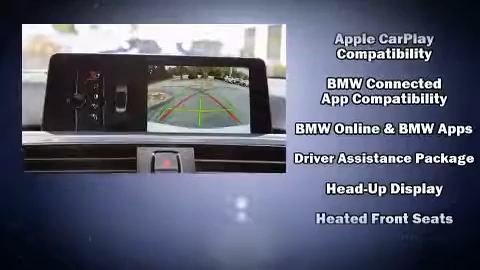 Apple CarPlay
Compatibility
BMW Connected
App Compatibility
BMW Online & BMW Apps
Driver Assistance Package
Head-Up Display
Heated Front Seats